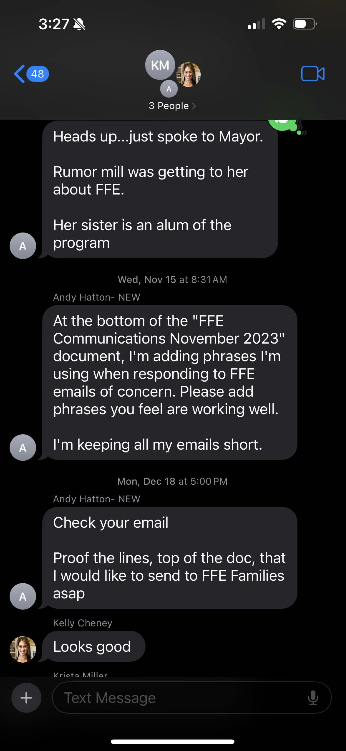 3:27
48
KM
A
3 People
Heads up...just spoke to Mayor.
Rumor mill was getting to her
about FFE.
Her sister is an alum of the
program
A
Wed, Nov 15 at 8:31 AM
Andy Hatton- NEW
At the bottom of the "FFE
Communications November 2023"
document, I'm adding phrases I'm
using when responding to FFE
emails of concern. Please add
phrases you feel are working well.
I'm keeping all my emails short.
A
Mon, Dec 18 at 5:00 PM
Andy Hatton- NEW
Check your email
Proof the lines, top of the doc, that
I would like to send to FFE Families
asap
A
Kelly Cheney
Looks good
Krista Miller
Text Message